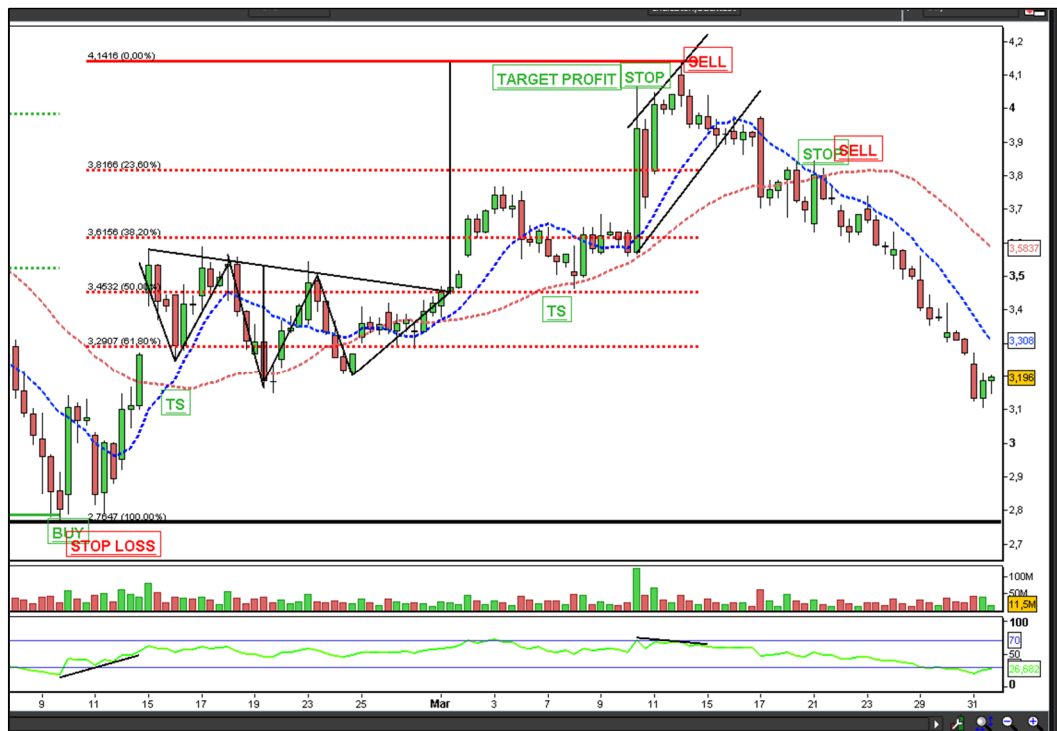 4,1416 (0,00%)
SELL
TARGET PROFIT
STOP
4,2
4,1
4
3,9
3,8166 (23,60%)
STOP
SELL
3,8
3,7
3,6156 (38,20%)
3,5837
3,4532 (50,00%)
3,5
3,4
TS
3,2907 (61,80%)
3,308
TS
3,196
3,1
3
2,9
2,7647 (100,00%)
2,8
BUY
STOP LOSS
2,7
100M
50M
11,5M
100
70
50
26,682
0
9 11 15 17 19 23 25 Mar 3 5 9 11 15 17 19 23 25 29 31